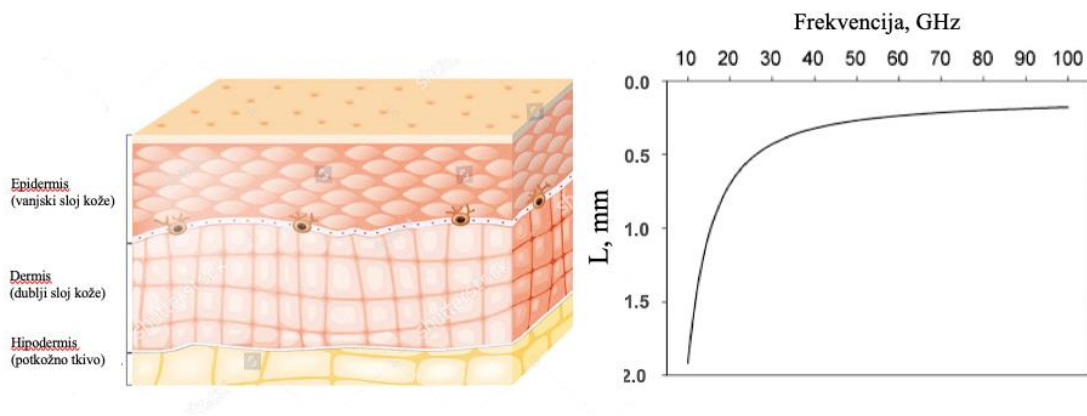 Epidermis
(vanjski sloj kože)
Dermis
(dublji sloj kože)
Hipodermis
(potkožno tkivo)
Frekvencija, GHz
10 20 30 40 50 60 70 80 90 100
0.0
0.5
1.0
1.5
2.0
L, mm